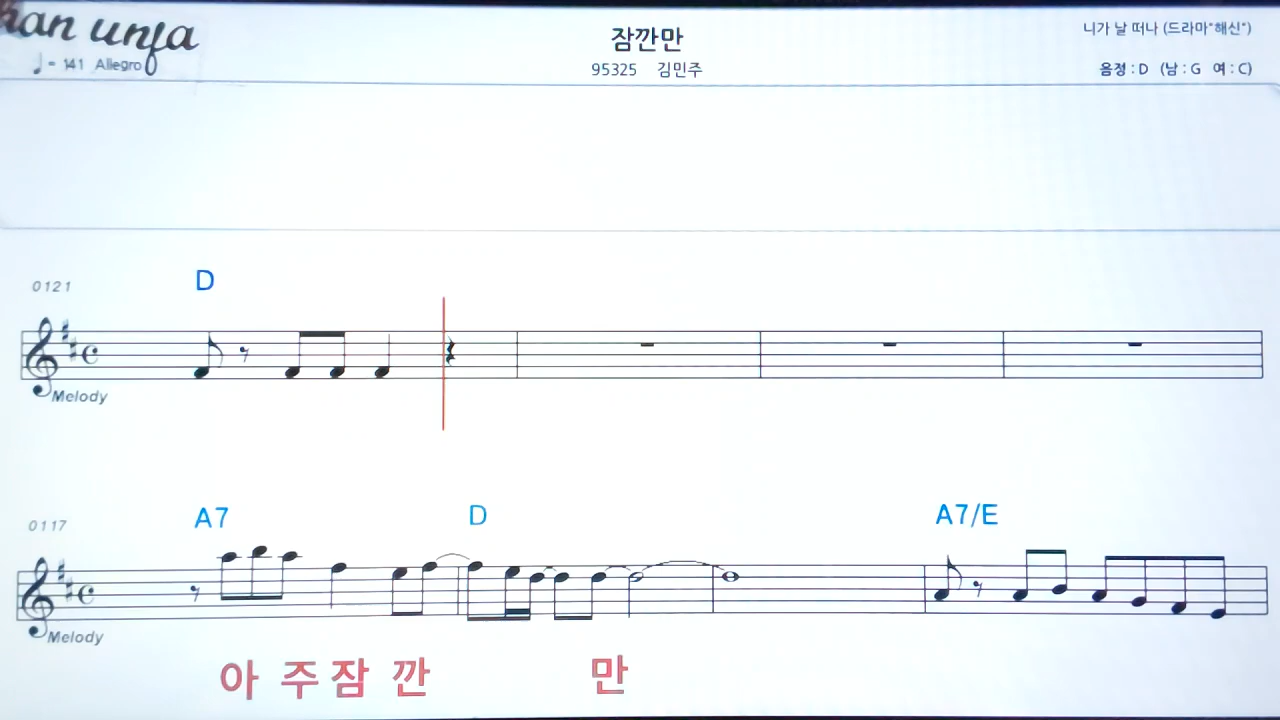 han unfa
♩= 141 Allegro
잠깐만
95325 김민주
니가 날 떠나 (드라마"해신")
음정 : D (남 : G 여 : C)
0121
D
Melody
0117
A7 D A7/E
Melody
아 주 잠 깐 만